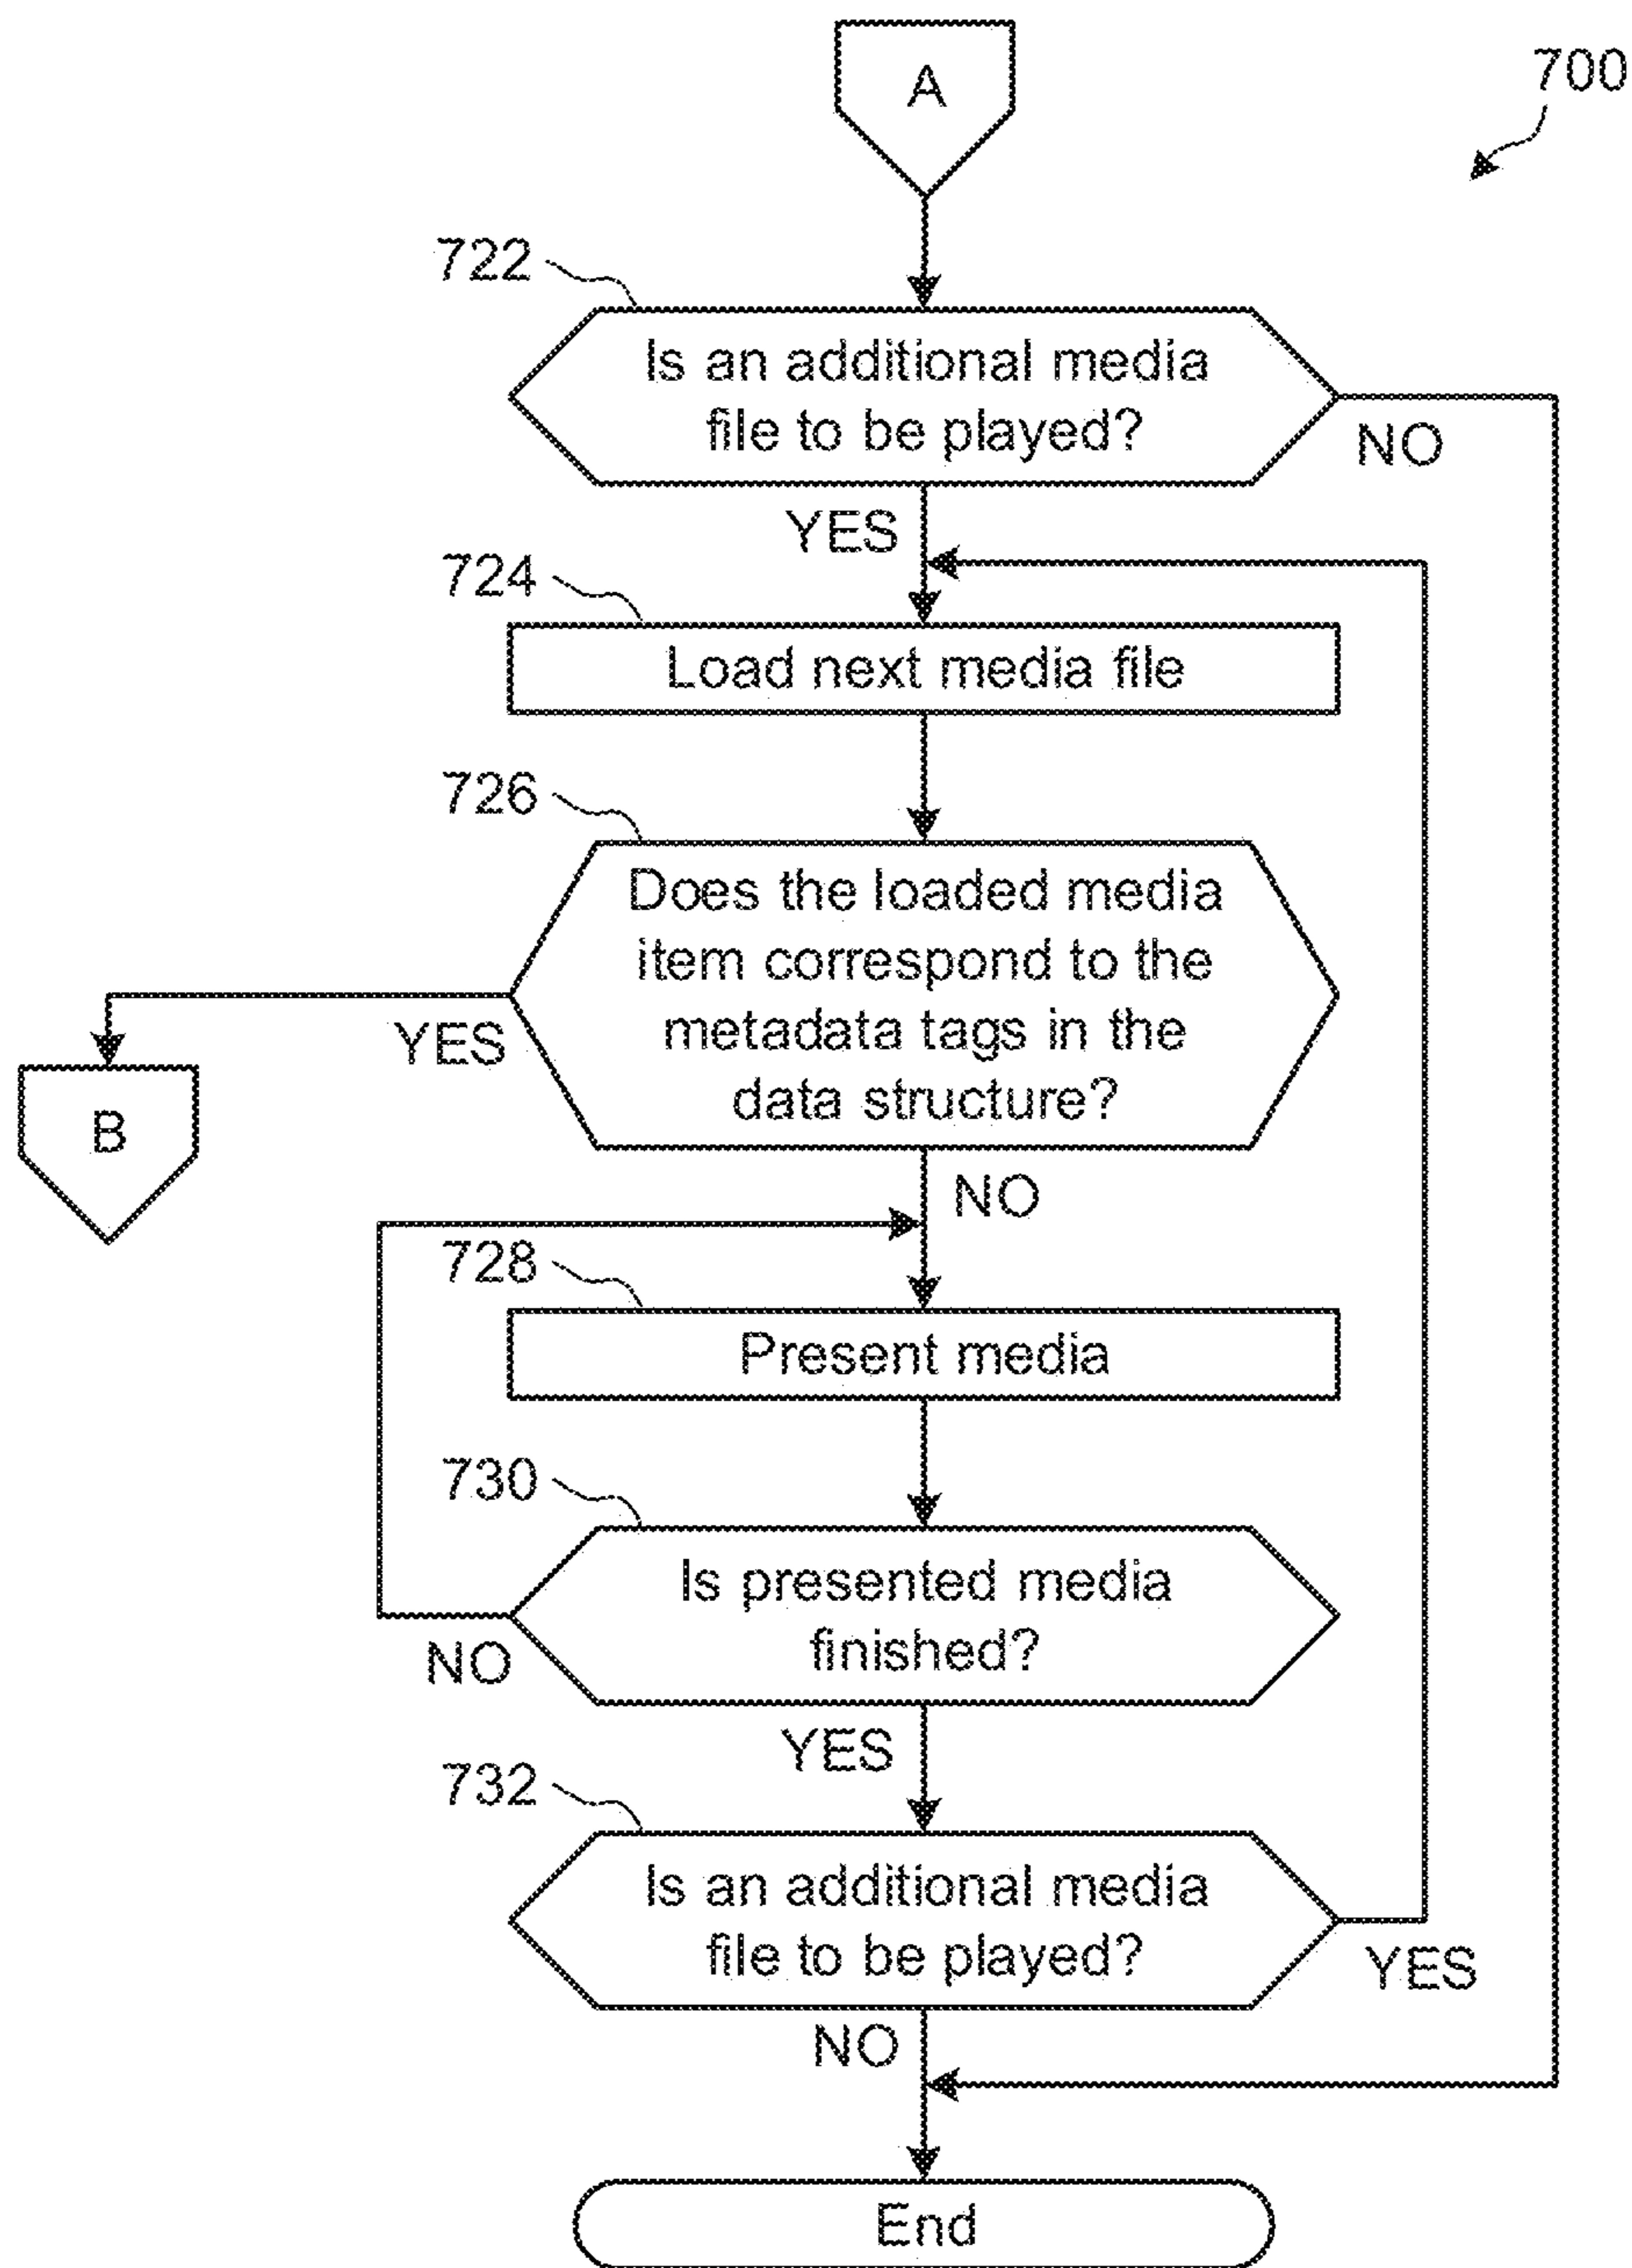 A
700
722
Is an additional media
file to be played?
NO
YES
724
Load next media file
726
Does the loaded media
item correspond to the
metadata tags in the
data structure?
YES
B
NO
728
Present media
730
Is presented media
finished?
NO
YES
732
Is an additional media
file to be played?
YES
NO
End